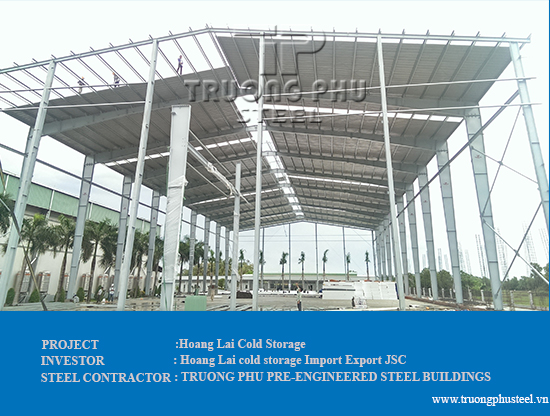 TP
TRUONG PHU
STEEL
PROJECT :Hoang Lai Cold Storage
INVESTOR : Hoang Lai cold storage Import Export JSC
STEEL CONTRACTOR : TRUONG PHU PRE-ENGINEERED STEEL BUILDINGS
www.truongphusteel.vn